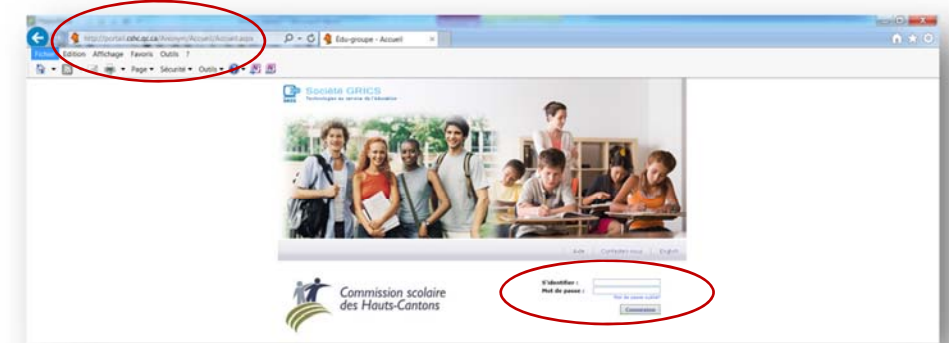 http://portail.cshc.qc.ca/Anonym/Accueil/Accueil.aspx
Édu-groupe - Accueil
Fichier Edition Affichage Favoris Outils ?
Page Sécurité Outils
GRICS
Société GRICS
Technologies au service de l'éducation
Aide | Contactez-nous | English
Commission scolaire
des Hauts-Cantons
S'identifier :
Mot de passe :
Mot de passe oublié?
Connexion